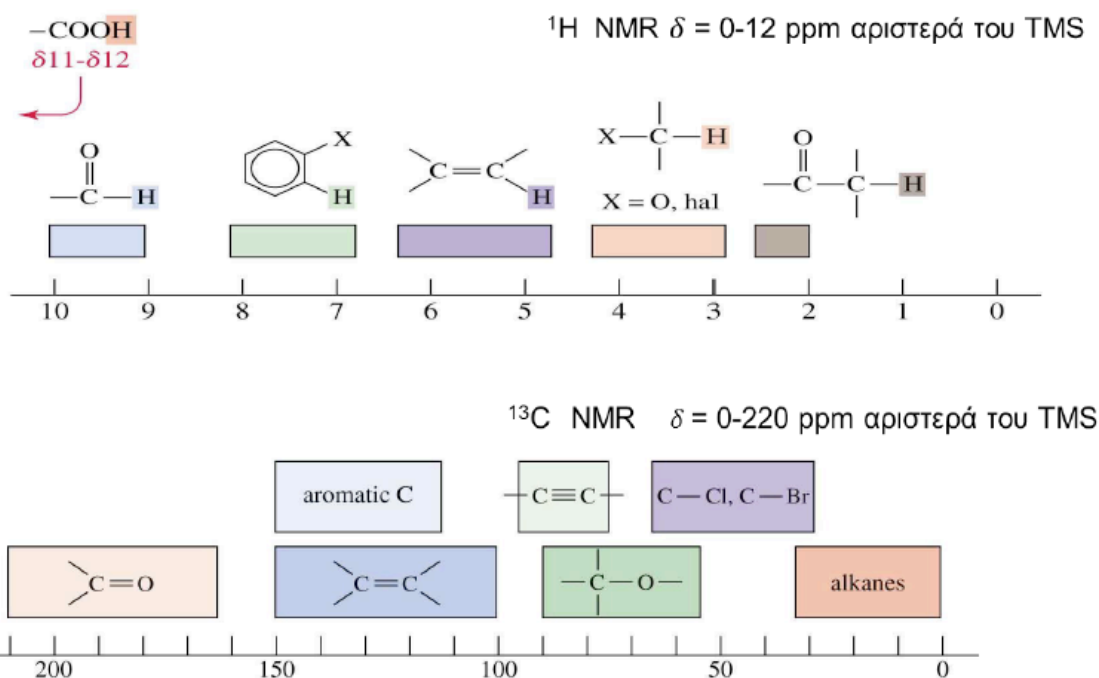 ¹H NMR δ = 0-12 ppm αριστερά του TMS
–COOH
δ11-δ12
O
–C–H
X
H
C=C
H
X–C–H
X = O, hal
O
–C–C–H
10 9 8 7 6 5 4 3 2 1 0
¹³C NMR δ = 0-220 ppm αριστερά του TMS
aromatic C
–C≡C–
C–Cl, C–Br
C=O
C=C
–C–O–
alkanes
200 150 100 50 0